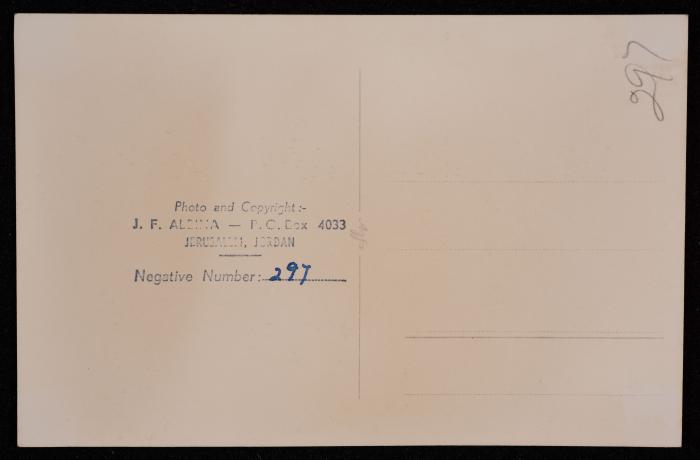 297
Photo and Copyright:-
J. F. ALBINA — P. O. Box 4033
JERUSALEM, JORDAN
Negative Number: 297